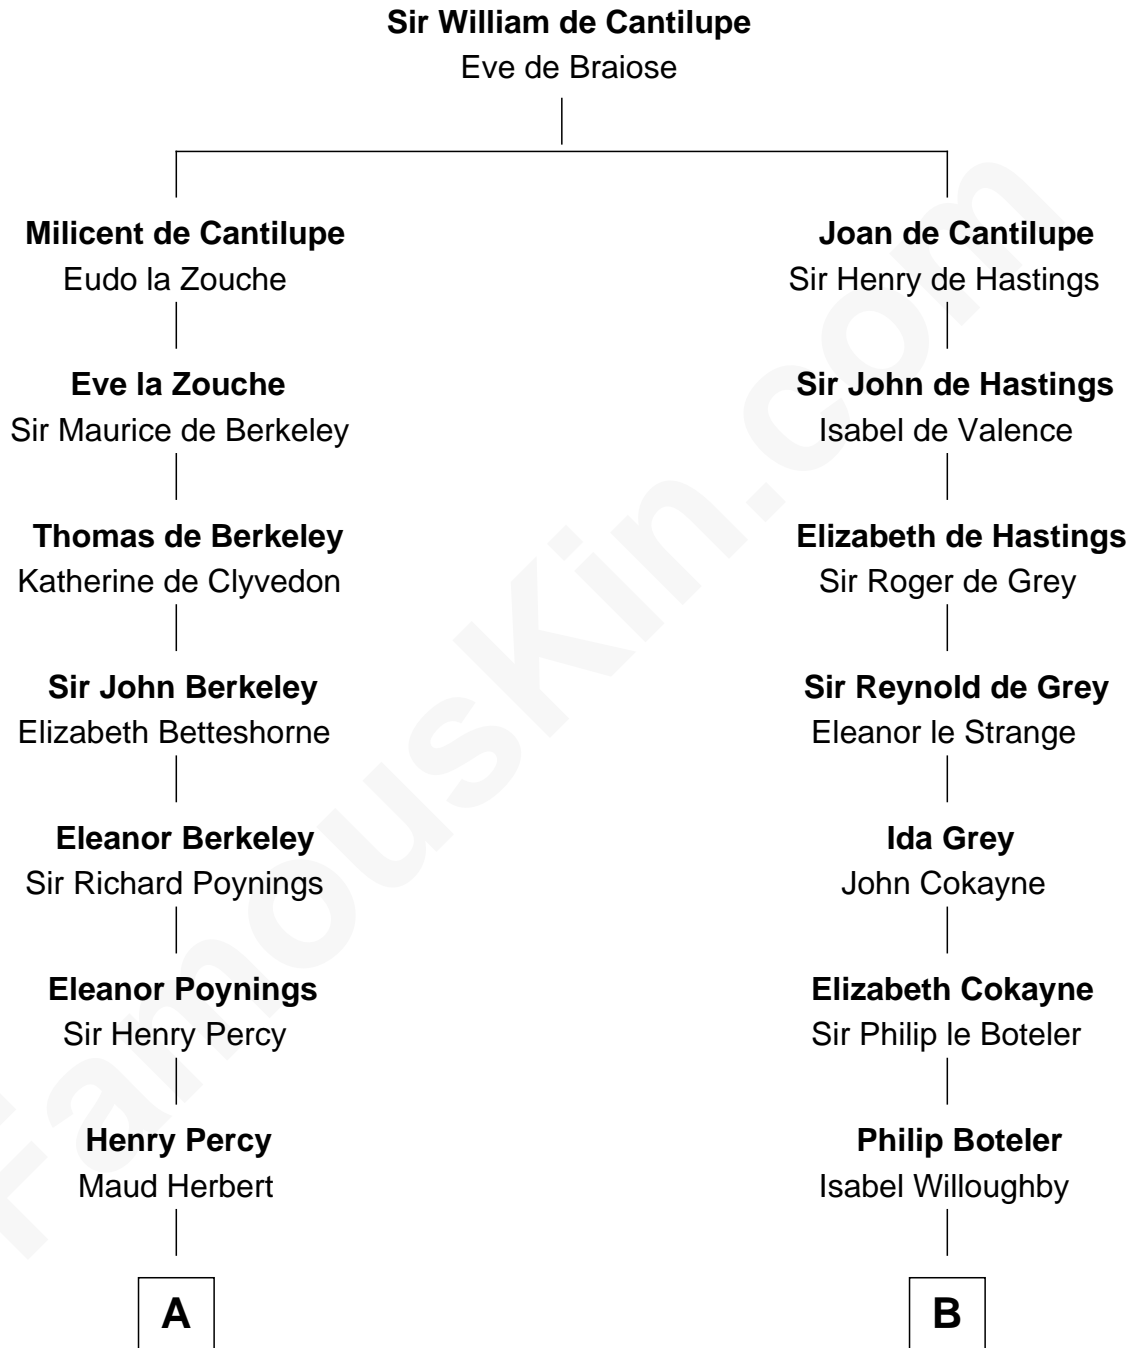 Sir William de Cantilupe
Eve de Braiose
Milicent de Cantilupe
Eudo la Zouche
Joan de Cantilupe
Sir Henry de Hastings
Eve la Zouche
Sir Maurice de Berkeley
Sir John de Hastings
Isabel de Valence
Thomas de Berkeley
Katherine de Clyvedon
Elizabeth de Hastings
Sir Roger de Grey
Sir John Berkeley
Elizabeth Betteshorne
Sir Reynold de Grey
Eleanor le Strange
Eleanor Berkeley
Sir Richard Poynings
Ida Grey
John Cokayne
Eleanor Poynings
Sir Henry Percy
Elizabeth Cokayne
Sir Philip le Boteler
Henry Percy
Maud Herbert
Philip Boteler
Isabel Willoughby
A
B
FamousKin.com